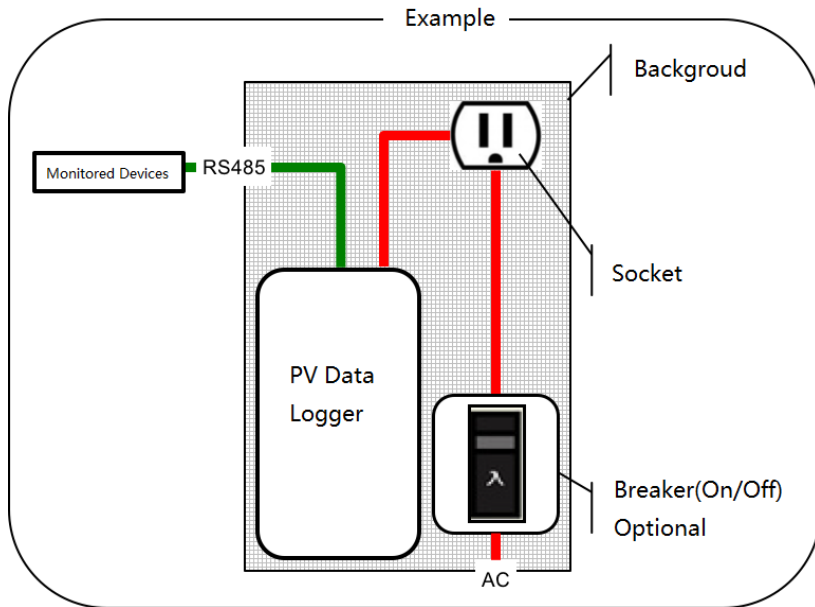 Example
Backgroud
Monitored Devices
RS485
Socket
PV Data
Logger
Breaker(On/Off)
Optional
AC